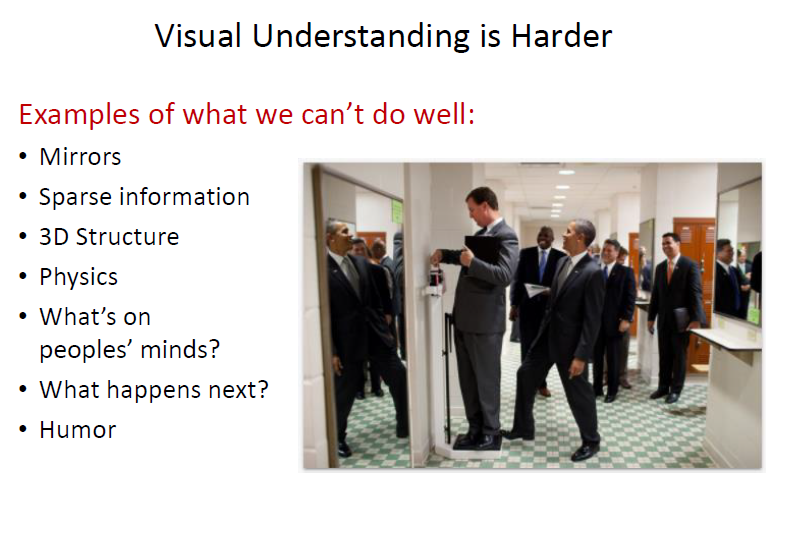 Visual Understanding is Harder
Examples of what we can’t do well:
• Mirrors
• Sparse information
• 3D Structure
• Physics
• What’s on
peoples’ minds?
• What happens next?
• Humor